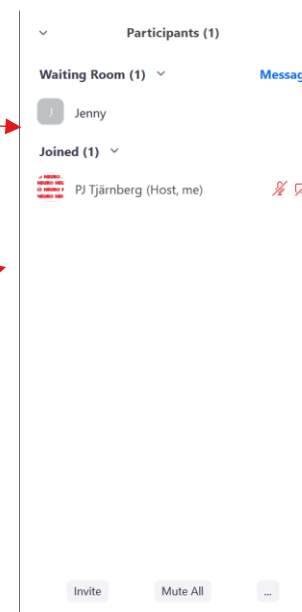 Participants (1)
Waiting Room (1) Messag
J Jenny
Joined (1)
PJ Tjärnberg (Host, me)
Invite Mute All ...